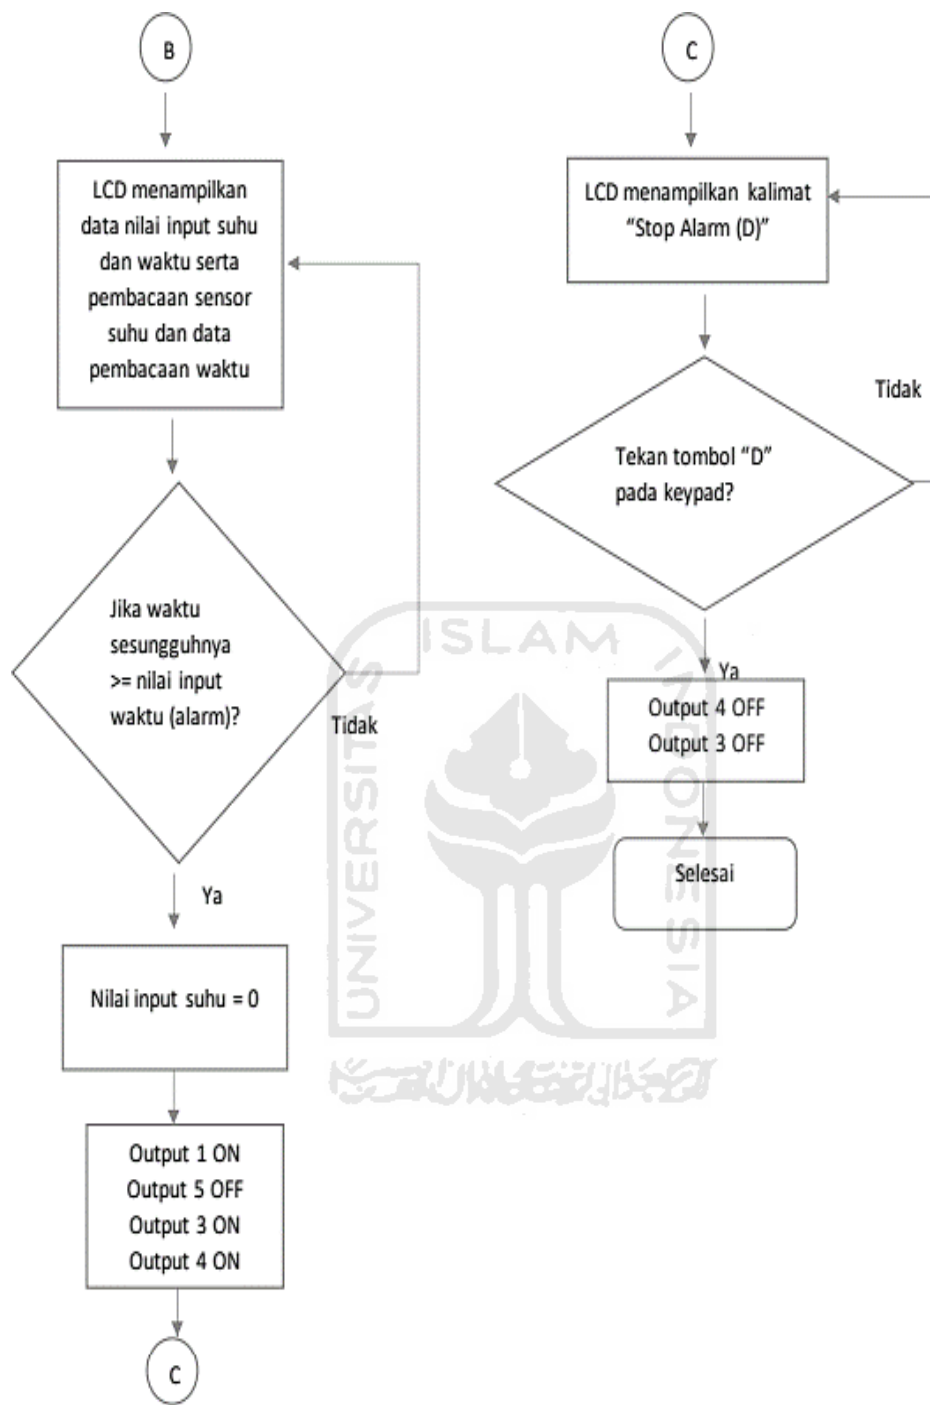 B
LCD menampilkan
data nilai input suhu
dan waktu serta
pembacaan sensor
suhu dan data
pembacaan waktu
Jika waktu
sesungguhnya
>= nilai input
waktu (alarm)?
Tidak
Ya
Nilai input suhu = 0
Output 1 ON
Output 5 OFF
Output 3 ON
Output 4 ON
C
C
LCD menampilkan kalimat
“Stop Alarm (D)”
Tidak
Tekan tombol “D”
pada keypad?
Ya
Output 4 OFF
Output 3 OFF
Selesai
UNIVERSITAS
ISLAM
INDONESIA